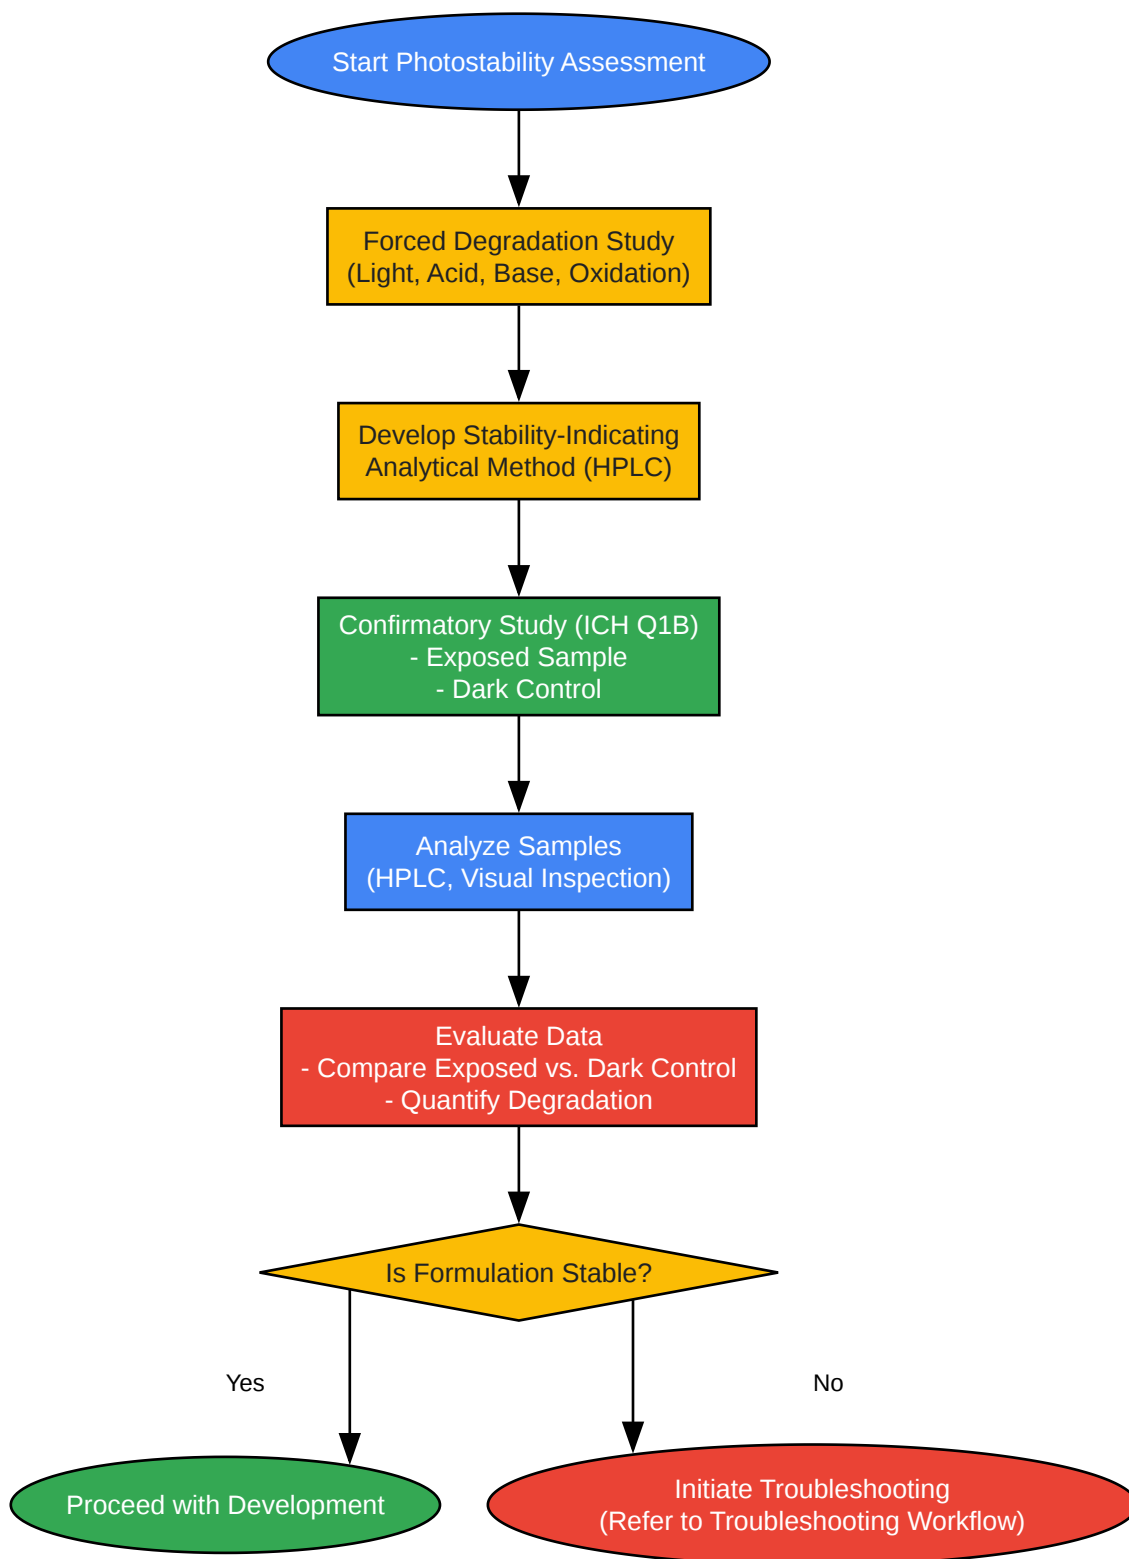 Start Photostability Assessment
Forced Degradation Study
(Light, Acid, Base, Oxidation)
Develop Stability-Indicating
Analytical Method (HPLC)
Confirmatory Study (ICH Q1B)
- Exposed Sample
- Dark Control
Analyze Samples
(HPLC, Visual Inspection)
Evaluate Data
- Compare Exposed vs. Dark Control
- Quantify Degradation
Is Formulation Stable?
Yes
No
Proceed with Development
Initiate Troubleshooting
(Refer to Troubleshooting Workflow)